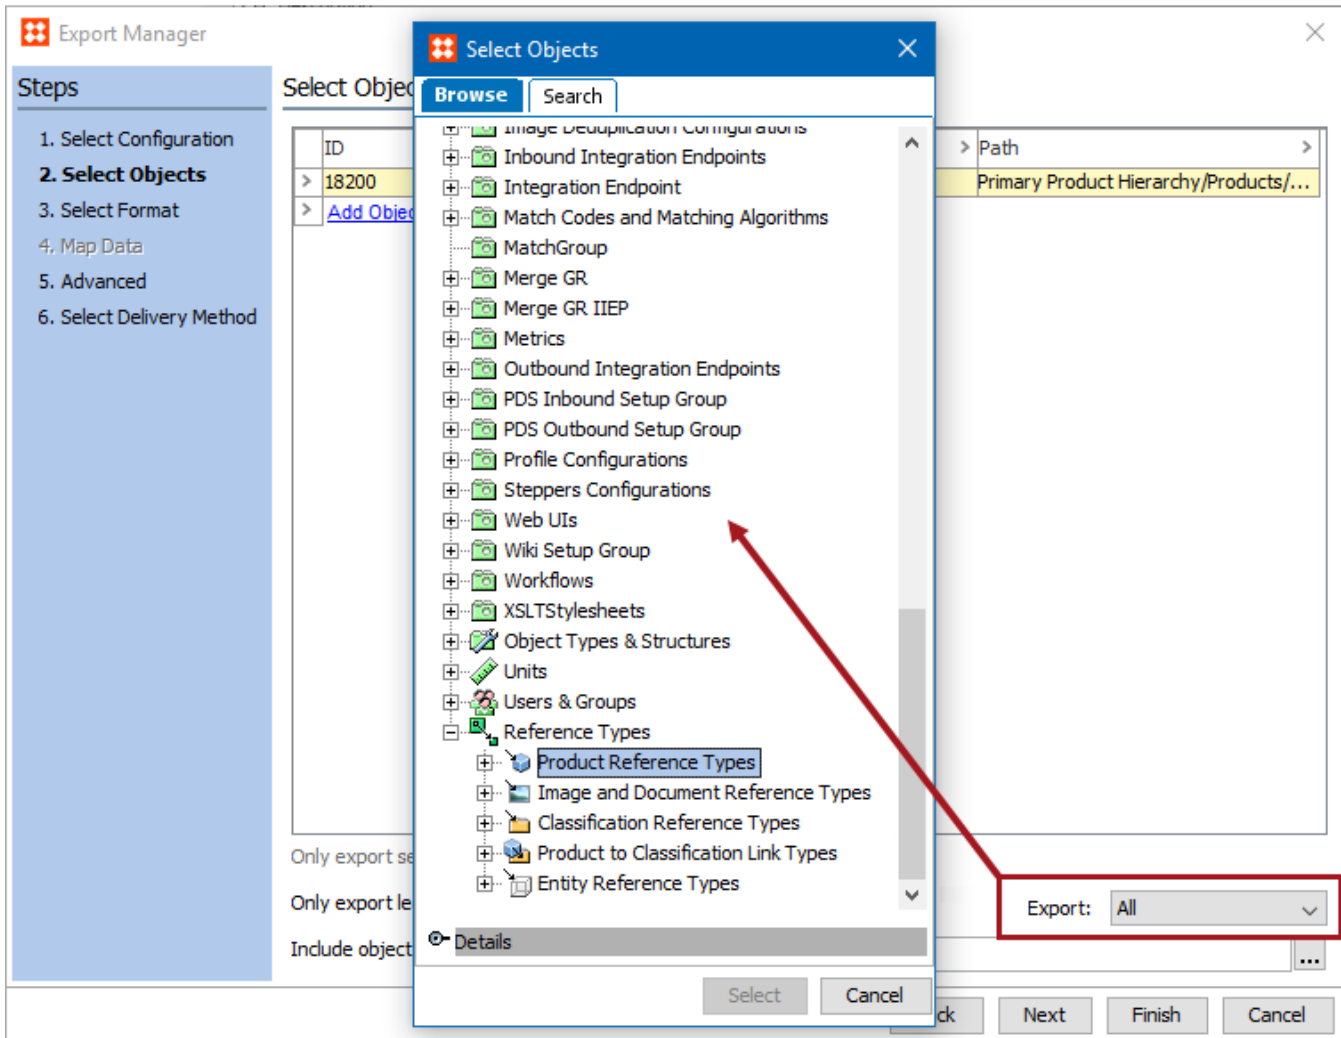 Export Manager
Steps
1. Select Configuration
2. Select Objects
3. Select Format
4. Map Data
5. Advanced
6. Select Delivery Method
Select Objec
ID
> Path >
> 18200
Primary Product Hierarchy/Products/...
> Add Objec
Only export se
Only export le
Include object
Export: All
...
ck
Next
Finish
Cancel
Select Objects
Browse
Search
Image Deduplication Configurations
Inbound Integration Endpoints
Integration Endpoint
Match Codes and Matching Algorithms
MatchGroup
Merge GR
Merge GR IIEP
Metrics
Outbound Integration Endpoints
PDS Inbound Setup Group
PDS Outbound Setup Group
Profile Configurations
Steppers Configurations
Web UIs
Wiki Setup Group
Workflows
XSLTStylesheets
Object Types & Structures
Units
Users & Groups
Reference Types
Product Reference Types
Image and Document Reference Types
Classification Reference Types
Product to Classification Link Types
Entity Reference Types
Details
Select
Cancel